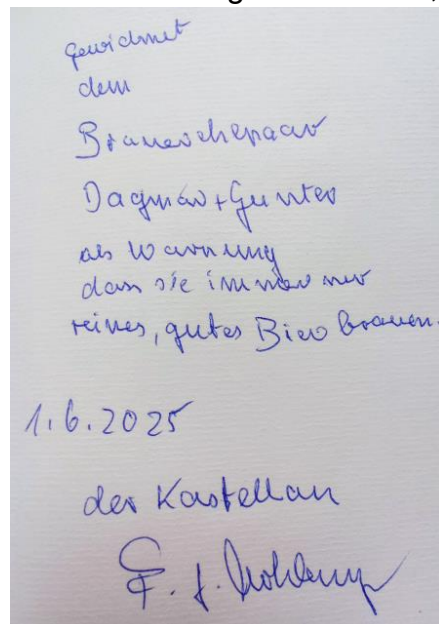 gewidmet
dem
Brauerehepaar
Dagmar + Gunter
als Warnung
dass sie immer nur
reines, gutes Bier brauen.
1.6.2025
der Kastellan
F. J.